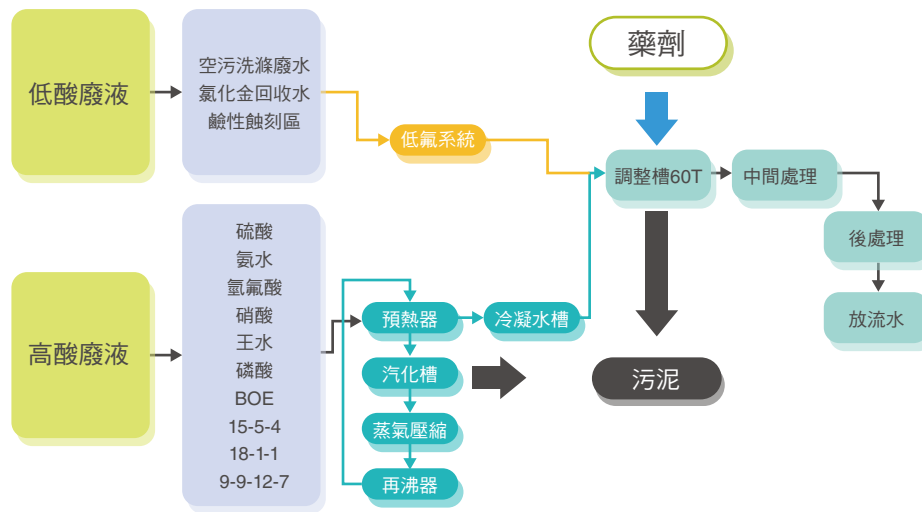 低酸廢液
空污洗滌廢水
氯化金回收水
鹼性蝕刻區
低氟系統
藥劑
調整槽60T
中間處理
後處理
放流水
污泥
高酸廢液
硫酸
氨水
氫氟酸
硝酸
王水
磷酸
BOE
15-5-4
18-1-1
9-9-12-7
預熱器
冷凝水槽
汽化槽
蒸氣壓縮
再沸器